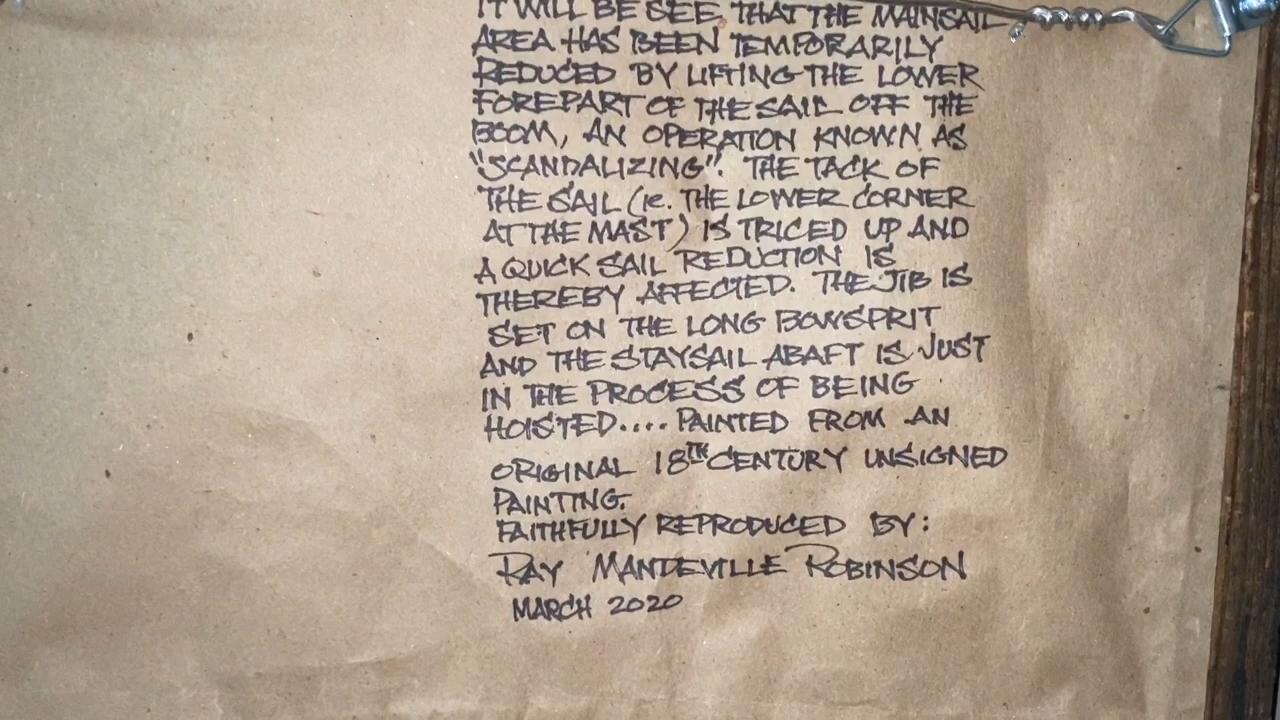 IT WILL BE SEE THAT THE MAINSAIL
AREA HAS BEEN TEMPORARILY
REDUCED BY LIFTING THE LOWER
FOREPART OF THE SAIL OFF THE
BOOM, AN OPERATION KNOWN AS
"SCANDALIZING". THE TACK OF
THE SAIL (ie. THE LOWER CORNER
AT THE MAST) IS TRICED UP AND
A QUICK SAIL REDUCTION IS
THEREBY AFFECTED. THE JIB IS
SET ON THE LONG BOWSPRIT
AND THE STAYSAIL ABAFT IS JUST
IN THE PROCESS OF BEING
HOISTED.... PAINTED FROM AN
ORIGINAL 18TH CENTURY UNSIGNED
PAINTING.
FAITHFULLY REPRODUCED BY:
RAY MANDEVILLE ROBINSON
MARCH 2020